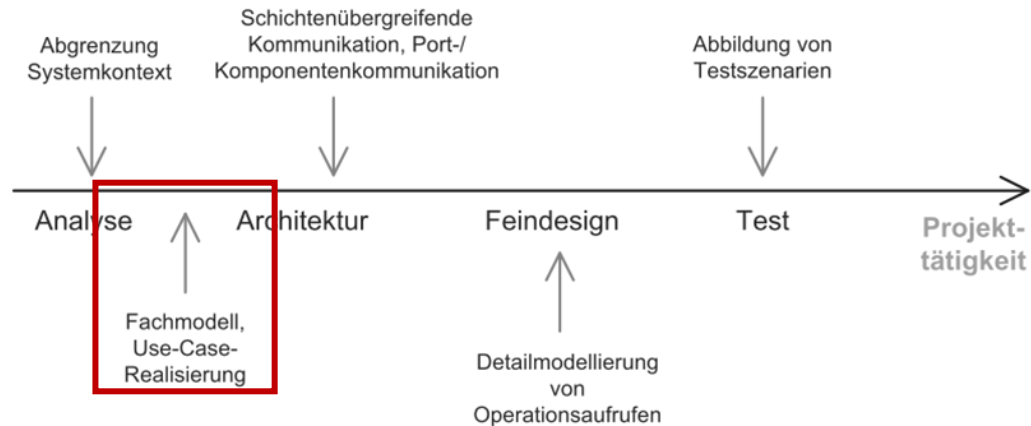 Abgrenzung
Systemkontext
Schichtenübergreifende
Kommunikation, Port-/
Komponentenkommunikation
Abbildung von
Testszenarien
Analyse
Architektur
Feindesign
Test
Projekt-
tätigkeit
Fachmodell,
Use-Case-
Realisierung
Detailmodellierung
von
Operationsaufrufen